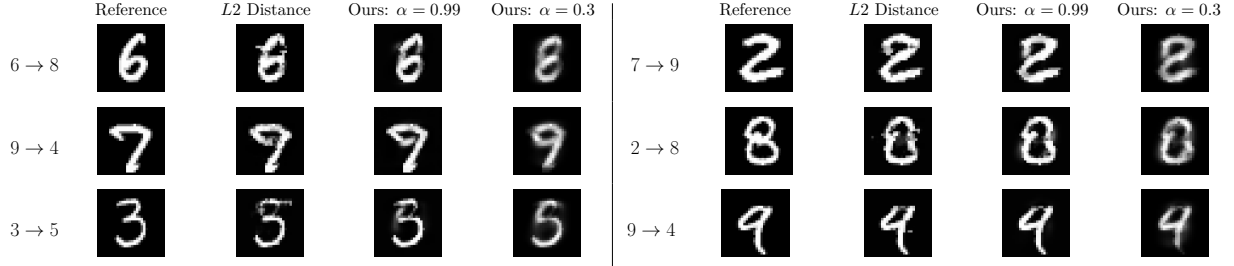 Reference L2 Distance Ours: α = 0.99 Ours: α = 0.3 Reference L2 Distance Ours: α = 0.99 Ours: α = 0.3
6 → 8
9 → 4
3 → 5
7 → 9
2 → 8
9 → 4